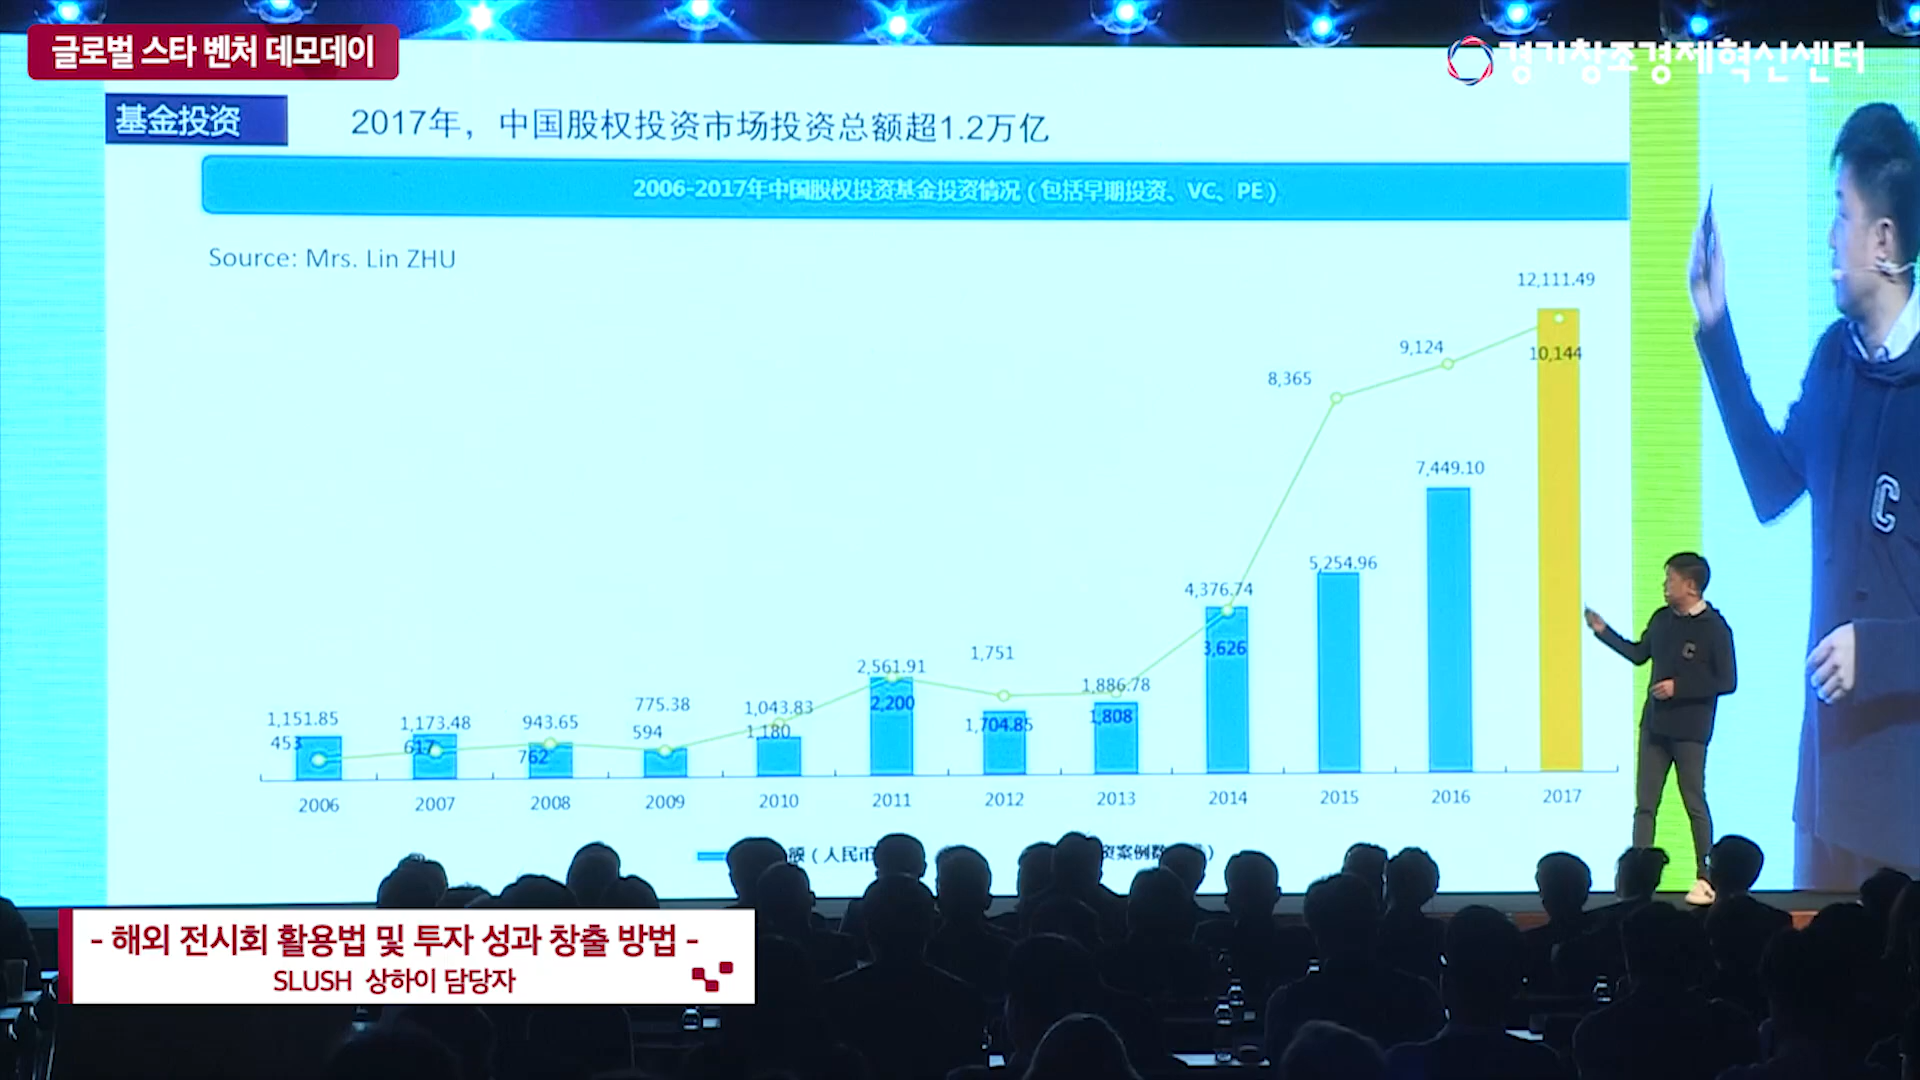 글로벌 스타 벤처 데모데이
경기창조경제혁신센터
基金投资
2017年，中国股权投资市场投资总额超1.2万亿
2006-2017年中国股权投资基金投资情况（包括早期投资、VC、PE）
Source: Mrs. Lin ZHU
12,111.49
10,144
9,124
8,365
7,449.10
5,254.96
4,376.74
3,626
2,561.91
2,200
1,751
1,704.85
1,886.78
1,808
1,151.85
453
1,173.48
617
943.65
762
775.38
594
1,043.83
1,180
2006 2007 2008 2009 2010 2011 2012 2013 2014 2015 2016 2017
额（人民币 资案例数 ）
C
C
- 해외 전시회 활용법 및 투자 성과 창출 방법 -
SLUSH 상하이 담당자